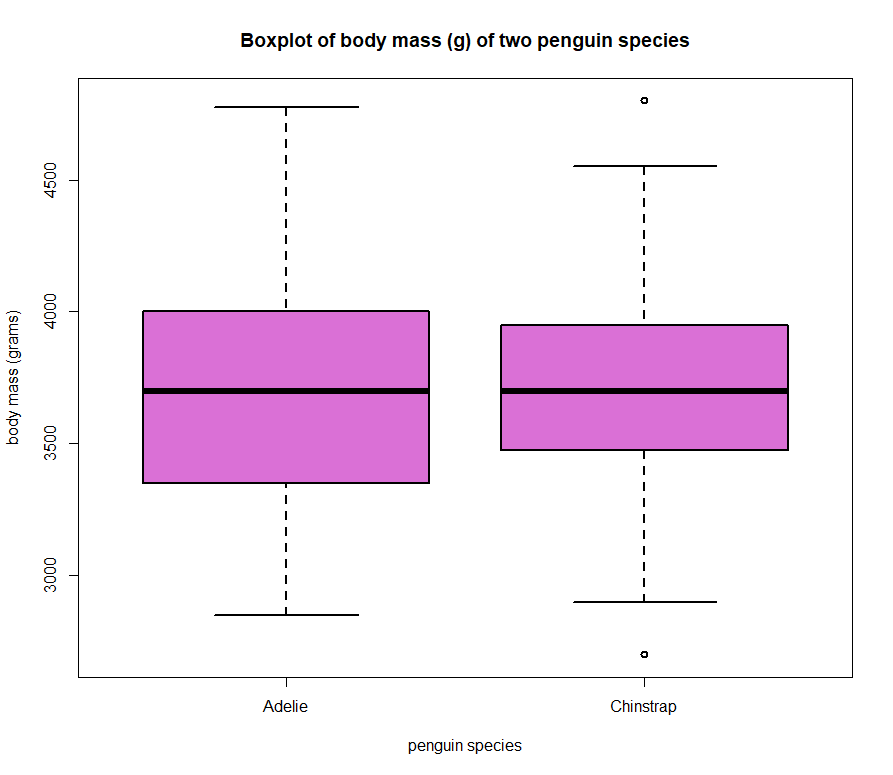 Boxplot of body mass (g) of two penguin species
body mass (grams)
4500
4000
3500
3000
Adelie
Chinstrap
penguin species